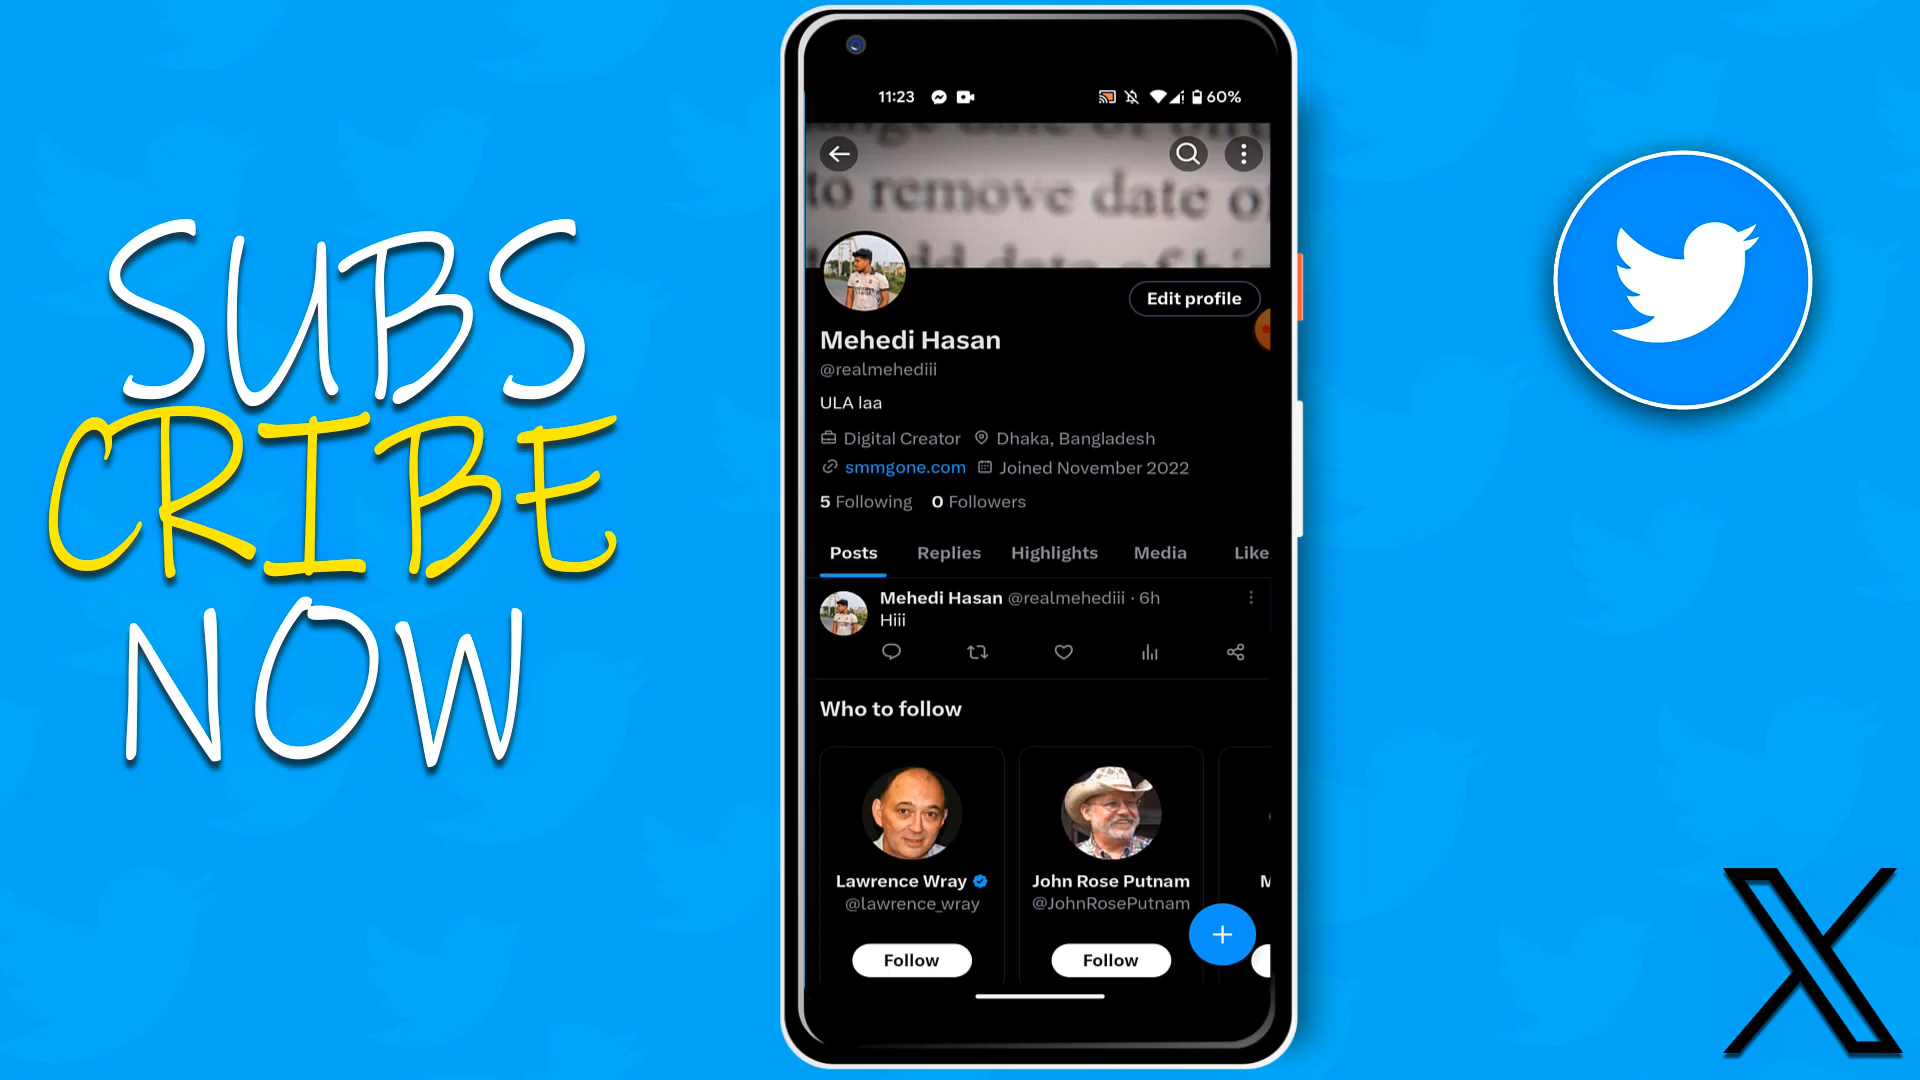 SUBS
CRIBE
NOW
11:23
60%
to remove date of
Edit profile
Mehedi Hasan
@realmehediii
ULA laa
Digital Creator Dhaka, Bangladesh
smmgone.com Joined November 2022
5 Following 0 Followers
Posts Replies Highlights Media Like
Mehedi Hasan @realmehediii · 6h
Hiii
Who to follow
Lawrence Wray
@lawrence_wray
Follow
John Rose Putnam
@JohnRosePutnam
Follow
X